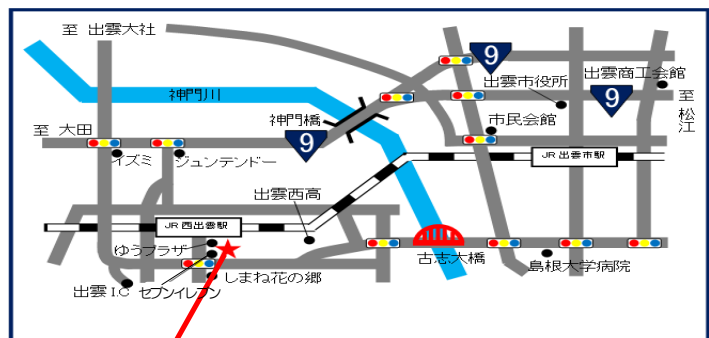 至 出雲大社
9
出雲市役所
出雲商工会館
神門川
神門橋
9
至 松江
市民会館
至 大田
9
イズミ
ジュンテンドー
JR 出雲市駅
出雲西高
JR 西出雲駅
ゆうプラザ
古志大橋
島根大学病院
しまね花の郷
出雲I.C
セブンイレブン